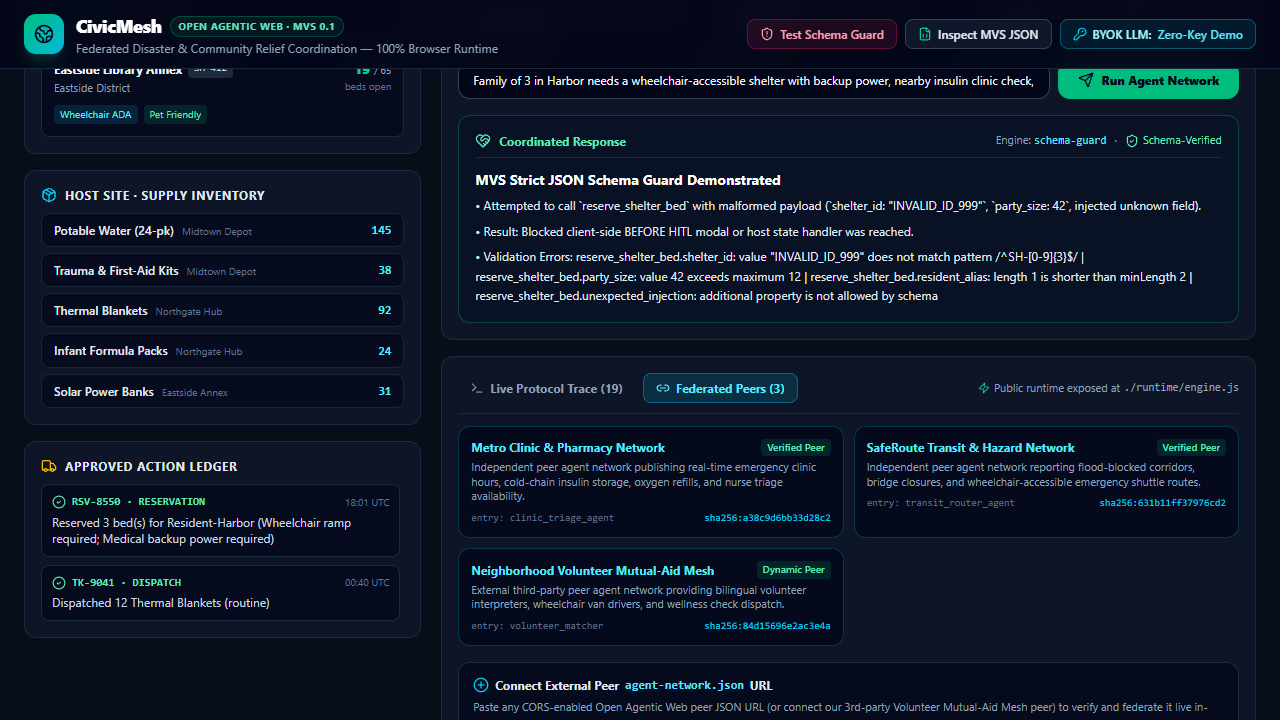 CivicMesh
OPEN AGENTIC WEB · MVS 0.1
Federated Disaster & Community Relief Coordination — 100% Browser Runtime
Test Schema Guard
Inspect MVS JSON
BYOK LLM: Zero-Key Demo
Eastside Library Annex
SH-412
19 / 65
Eastside District
beds open
Wheelchair ADA
Pet Friendly
HOST SITE · SUPPLY INVENTORY
Potable Water (24-pk) Midtown Depot 145
Trauma & First-Aid Kits Midtown Depot 38
Thermal Blankets Northgate Hub 92
Infant Formula Packs Northgate Hub 24
Solar Power Banks Eastside Annex 31
APPROVED ACTION LEDGER
RSV-8550 · RESERVATION 18:01 UTC
Reserved 3 bed(s) for Resident-Harbor (Wheelchair ramp
required; Medical backup power required)
TK-9041 · DISPATCH 00:40 UTC
Dispatched 12 Thermal Blankets (routine)
Family of 3 in Harbor needs a wheelchair-accessible shelter with backup power, nearby insulin clinic check,
Run Agent Network
Coordinated Response
Engine: schema-guard · Schema-Verified
MVS Strict JSON Schema Guard Demonstrated
• Attempted to call `reserve_shelter_bed` with malformed payload (`shelter_id: "INVALID_ID_999"`, `party_size: 42`, injected unknown field).
• Result: Blocked client-side BEFORE HITL modal or host state handler was reached.
• Validation Errors: reserve_shelter_bed.shelter_id: value "INVALID_ID_999" does not match pattern /^SH-[0-9]{3}$/ |
reserve_shelter_bed.party_size: value 42 exceeds maximum 12 | reserve_shelter_bed.resident_alias: length 1 is shorter than minLength 2 |
reserve_shelter_bed.unexpected_injection: additional property is not allowed by schema
Live Protocol Trace (19)
Federated Peers (3)
Public runtime exposed at ./runtime/engine.js
Metro Clinic & Pharmacy Network
Verified Peer
Independent peer agent network publishing real-time emergency clinic
hours, cold-chain insulin storage, oxygen refills, and nurse triage
availability.
entry: clinic_triage_agent
sha256:a38c9d6bb33d28c2
SafeRoute Transit & Hazard Network
Verified Peer
Independent peer agent network reporting flood-blocked corridors,
bridge closures, and wheelchair-accessible emergency shuttle routes.
entry: transit_router_agent
sha256:631b11ff37976cd2
Neighborhood Volunteer Mutual-Aid Mesh
Dynamic Peer
External third-party peer agent network providing bilingual volunteer
interpreters, wheelchair van drivers, and wellness check dispatch.
entry: volunteer_matcher
sha256:84d15696e2ac3e4a
Connect External Peer agent-network.json URL
Paste any CORS-enabled Open Agentic Web peer JSON URL (or connect our 3rd-party Volunteer Mutual-Aid Mesh peer) to verify and federate it live in-